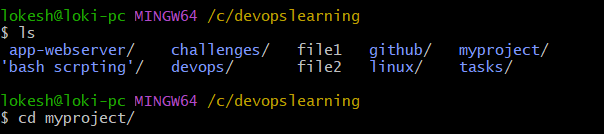 lokesh@loki-pc MINGW64 /c/devopslearning
$ ls
app-webserver/ challenges/ file1 github/ myproject/
'bash scrpting'/ devops/ file2 linux/ tasks/
lokesh@loki-pc MINGW64 /c/devopslearning
$ cd myproject/